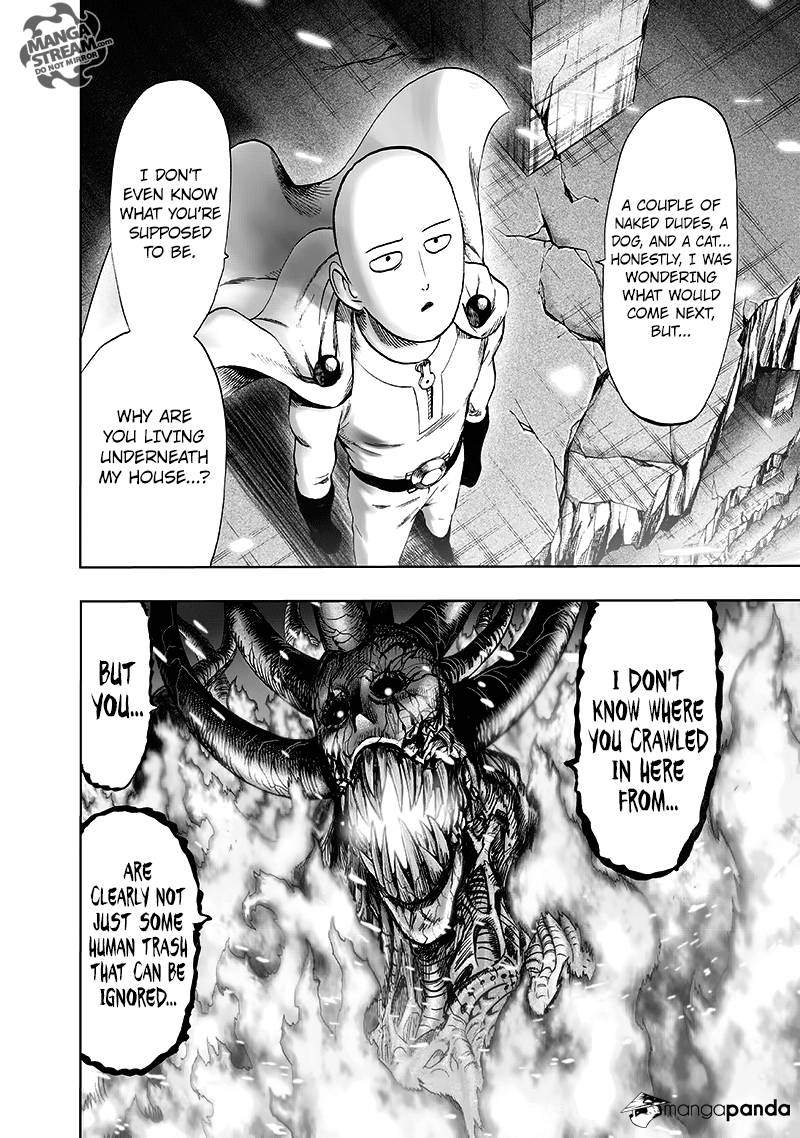 MANGA
STREAM.com
DO NOT MIRROR
A COUPLE OF
NAKED DUDES, A
DOG, AND A CAT...
HONESTLY, I WAS
WONDERING
WHAT WOULD
COME NEXT,
BUT...
I DON'T
EVEN KNOW
WHAT YOU'RE
SUPPOSED
TO BE.
WHY ARE
YOU LIVING
UNDERNEATH
MY HOUSE...?
I DON'T
KNOW WHERE
YOU CRAWLED
IN HERE
FROM...
BUT
YOU...
ARE
CLEARLY NOT
JUST SOME
HUMAN TRASH
THAT CAN BE
IGNORED...
mangapanda